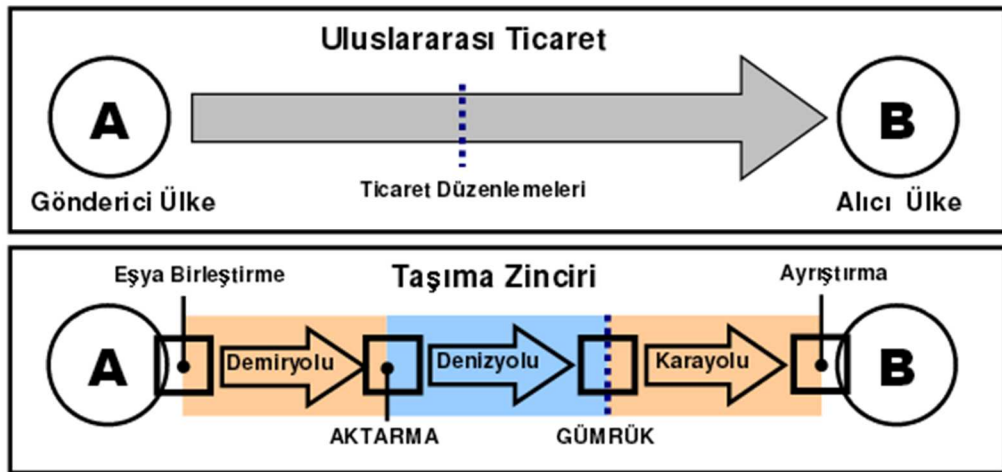 Uluslararası Ticaret
A
B
Ticaret Düzenlemeleri
Gönderici Ülke
Alıcı Ülke
Eşya Birleştirme
Taşıma Zinciri
Ayrıştırma
A
Demiryolu
Denizyolu
Karayolu
B
AKTARMA
GÜMRÜK